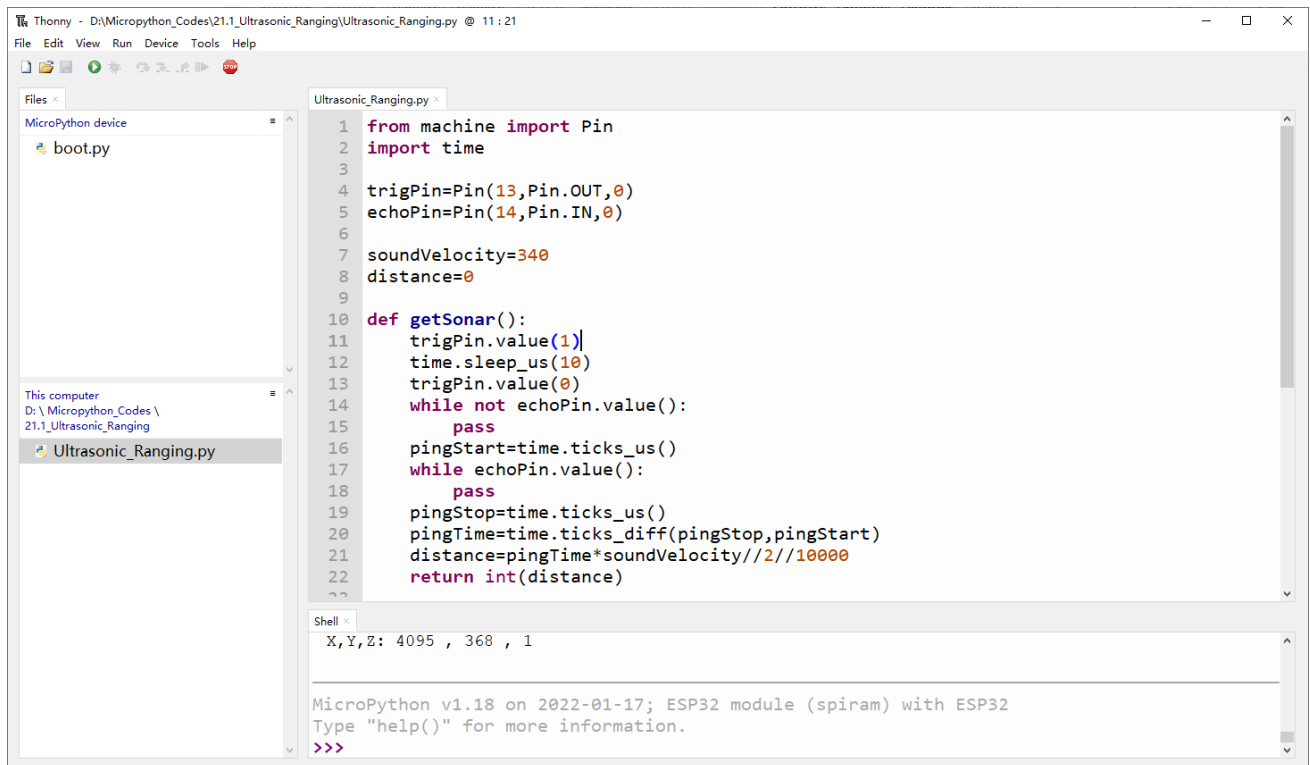 Thonny - D:\Micropython_Codes\21.1_Ultrasonic_Ranging\Ultrasonic_Ranging.py @ 11 : 21
File Edit View Run Device Tools Help
STOP
Files
MicroPython device
boot.py
This computer
D: \ Micropython_Codes \
21.1_Ultrasonic_Ranging
Ultrasonic_Ranging.py
Ultrasonic_Ranging.py
1 from machine import Pin
2 import time
3
4 trigPin=Pin(13,Pin.OUT,0)
5 echoPin=Pin(14,Pin.IN,0)
6
7 soundVelocity=340
8 distance=0
9
10 def getSonar():
11     trigPin.value(1)
12     time.sleep_us(10)
13     trigPin.value(0)
14     while not echoPin.value():
15         pass
16     pingStart=time.ticks_us()
17     while echoPin.value():
18         pass
19     pingStop=time.ticks_us()
20     pingTime=time.ticks_diff(pingStop,pingStart)
21     distance=pingTime*soundVelocity//2//10000
22     return int(distance)
Shell
X,Y,Z: 4095 , 368 , 1
MicroPython v1.18 on 2022-01-17; ESP32 module (spiram) with ESP32
Type "help()" for more information.
>>>